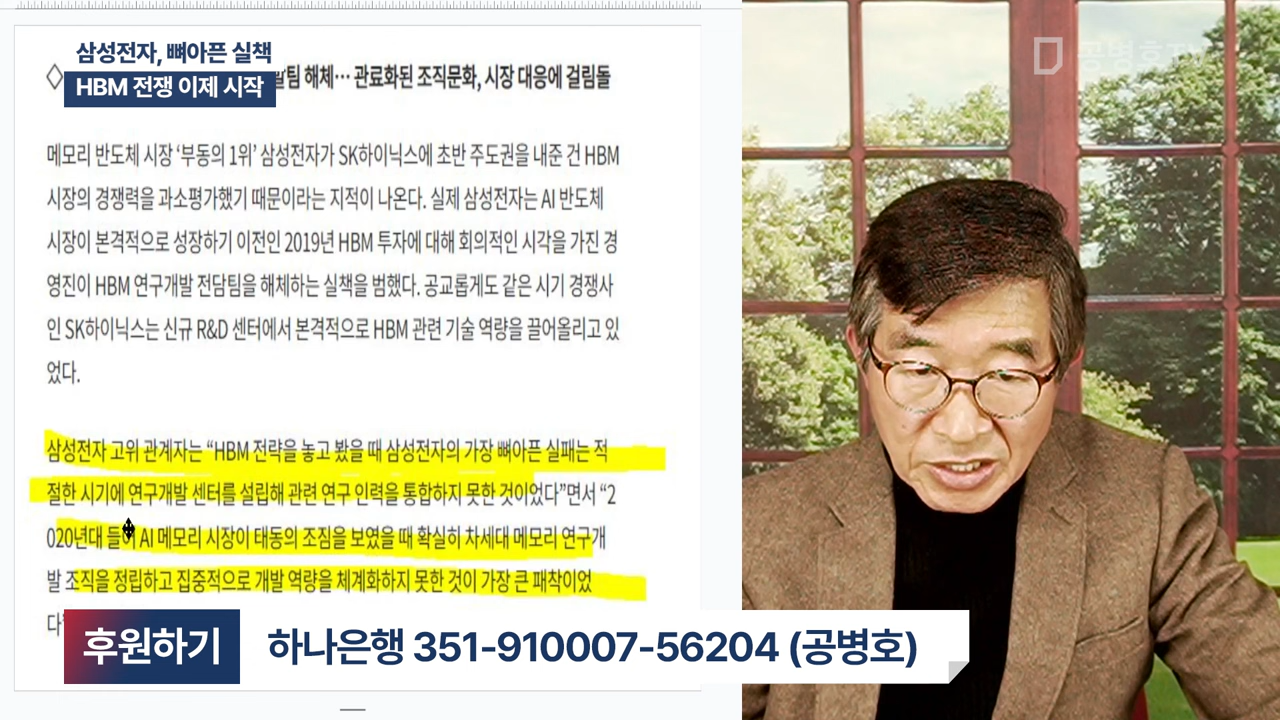 삼성전자, 뼈아픈 실책
HBM 전쟁 이제 시작
팀 해체… 관료화된 조직문화, 시장 대응에 걸림돌
공병호TV
메모리 반도체 시장 ‘부동의 1위’ 삼성전자가 SK하이닉스에 초반 주도권을 내준 건 HBM
시장의 경쟁력을 과소평가했기 때문이라는 지적이 나온다. 실제 삼성전자는 AI 반도체
시장이 본격적으로 성장하기 이전인 2019년 HBM 투자에 대해 회의적인 시각을 가진 경
영진이 HBM 연구개발 전담팀을 해체하는 실책을 범했다. 공교롭게도 같은 시기 경쟁사
인 SK하이닉스는 신규 R&D 센터에서 본격적으로 HBM 관련 기술 역량을 끌어올리고 있
었다.
삼성전자 고위 관계자는 “HBM 전략을 놓고 봤을 때 삼성전자의 가장 뼈아픈 실패는 적
절한 시기에 연구개발 센터를 설립해 관련 연구 인력을 통합하지 못한 것이었다”면서 “2
020년대 들어 AI 메모리 시장이 태동의 조짐을 보였을 때 확실히 차세대 메모리 연구개
발 조직을 정립하고 집중적으로 개발 역량을 체계화하지 못한 것이 가장 큰 패착이었
다
후원하기
하나은행 351-910007-56204 (공병호)